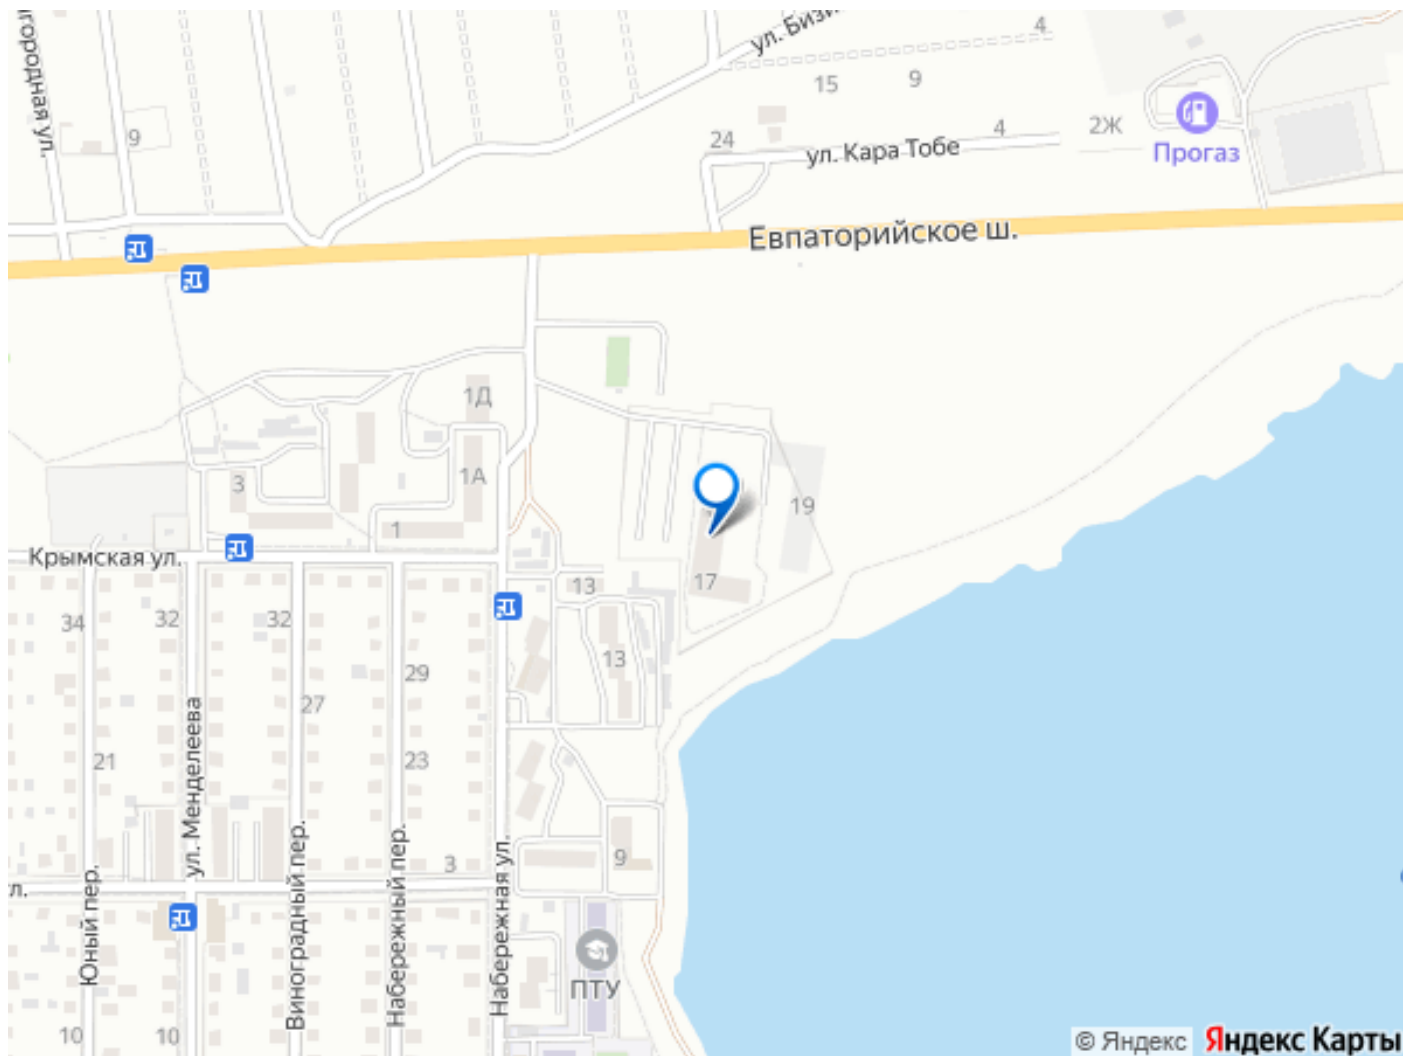 ул. Бизи
4
15
9
городная ул.
9
24
ул. Кара Тобе
4
2Ж
Прогаз
Евпаторийское ш.
1Д
1А
3
1
19
Крымская ул.
13
17
34
32
32
29
13
27
21
23
ул. Менделеева
Юный пер.
Виноградный пер.
Набережный пер.
Набережная ул.
3
9
л.
ПТУ
10
10
© Яндекс
Яндекс Карты